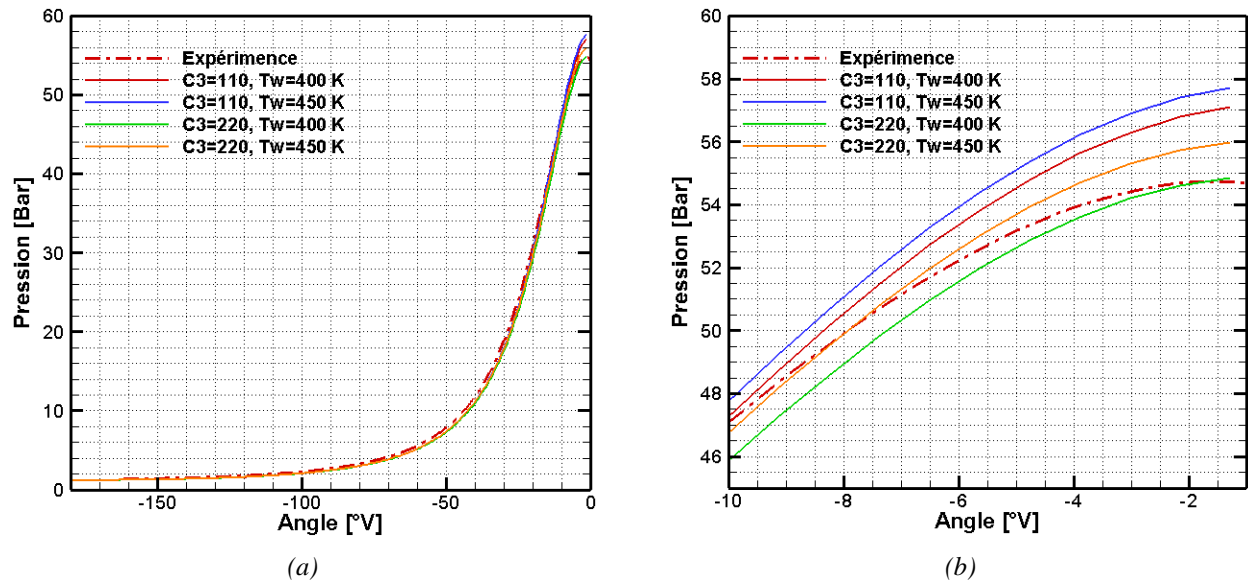 60
50
40
30
20
10
0
Pression [Bar]
Expérimence
C3=110, Tw=400 K
C3=110, Tw=450 K
C3=220, Tw=400 K
C3=220, Tw=450 K
-150
-100
-50
0
Angle [°V]
(a)
60
58
56
54
52
50
48
46
Pression [Bar]
Expérimence
C3=110, Tw=400 K
C3=110, Tw=450 K
C3=220, Tw=400 K
C3=220, Tw=450 K
-10
-8
-6
-4
-2
Angle [°V]
(b)